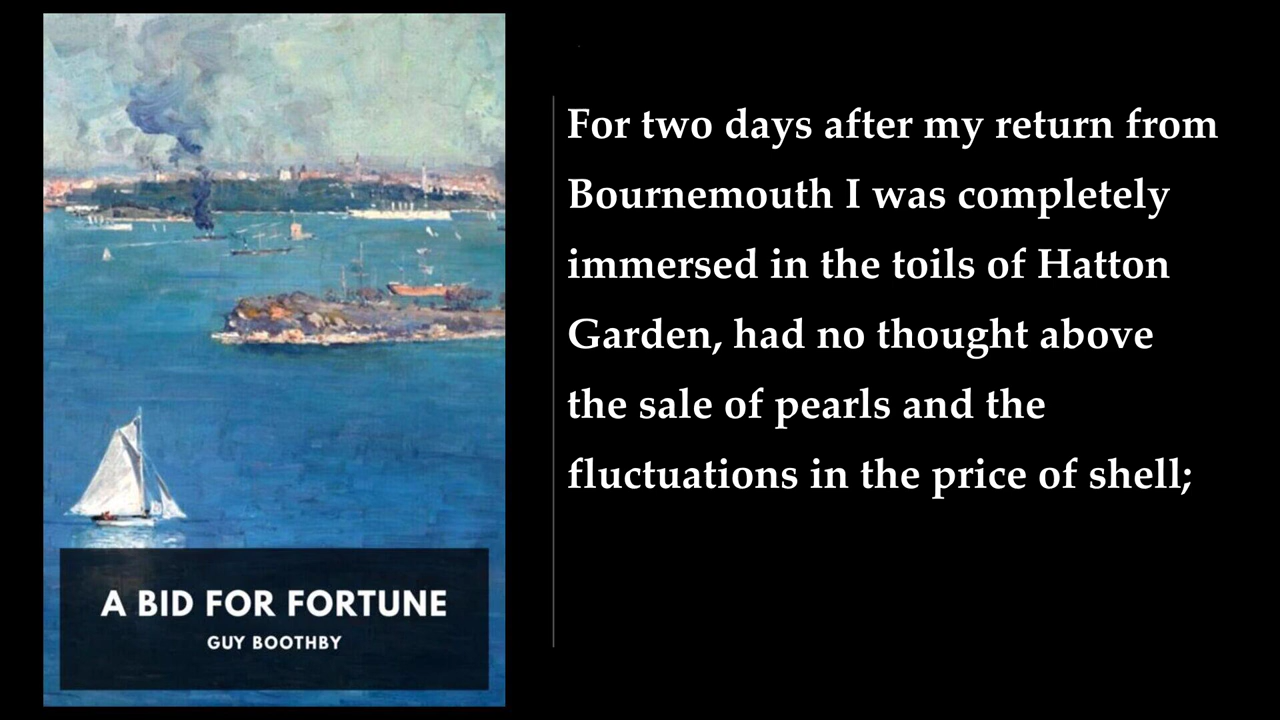 A BID FOR FORTUNE
GUY BOOTHBY
For two days after my return from
Bournemouth I was completely
immersed in the toils of Hatton
Garden, had no thought above
the sale of pearls and the
fluctuations in the price of shell;